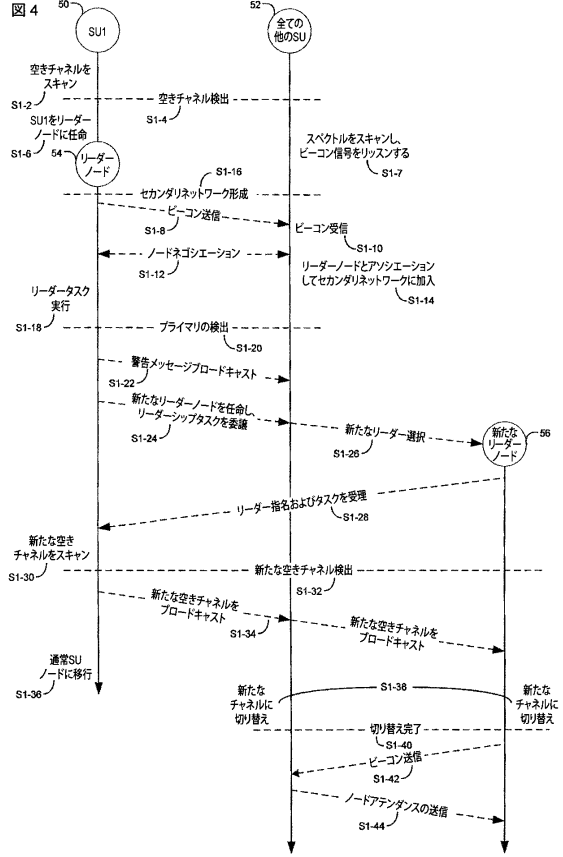 図4
50
SU1
52
全ての
他のSU
空きチャネルを
スキャン
S1-2
空きチャネル検出
S1-4
SU1をリーダー
ノードに任命
S1-6
54
リーダー
ノード
スペクトルをスキャンし、
ビーコン信号をリッスンする
S1-7
S1-16
セカンダリネットワーク形成
ビーコン送信
S1-8
ビーコン受信
S1-10
ノードネゴシエーション
S1-12
リーダーノードとアソシエーション
してセカンダリネットワークに加入
S1-14
リーダータスク
実行
S1-18
プライマリの検出
S1-20
警告メッセージブロードキャスト
S1-22
新たなリーダーノードを任命し、
リーダーシップタスクを委譲
S1-24
新たなリーダー選択
S1-26
新たな
リーダー
ノード
56
リーダー指名およびタスクを受理
S1-28
新たな空き
チャネルをスキャン
S1-30
新たな空きチャネル検出
S1-32
新たな空きチャネルを
ブロードキャスト
S1-34
新たな空きチャネルを
ブロードキャスト
通常SU
ノードに移行
S1-36
新たな
チャネルに
切り替え
S1-38
新たな
チャネルに
切り替え
切り替え完了
S1-40
ビーコン送信
S1-42
ノードアテンダンスの送信
S1-44